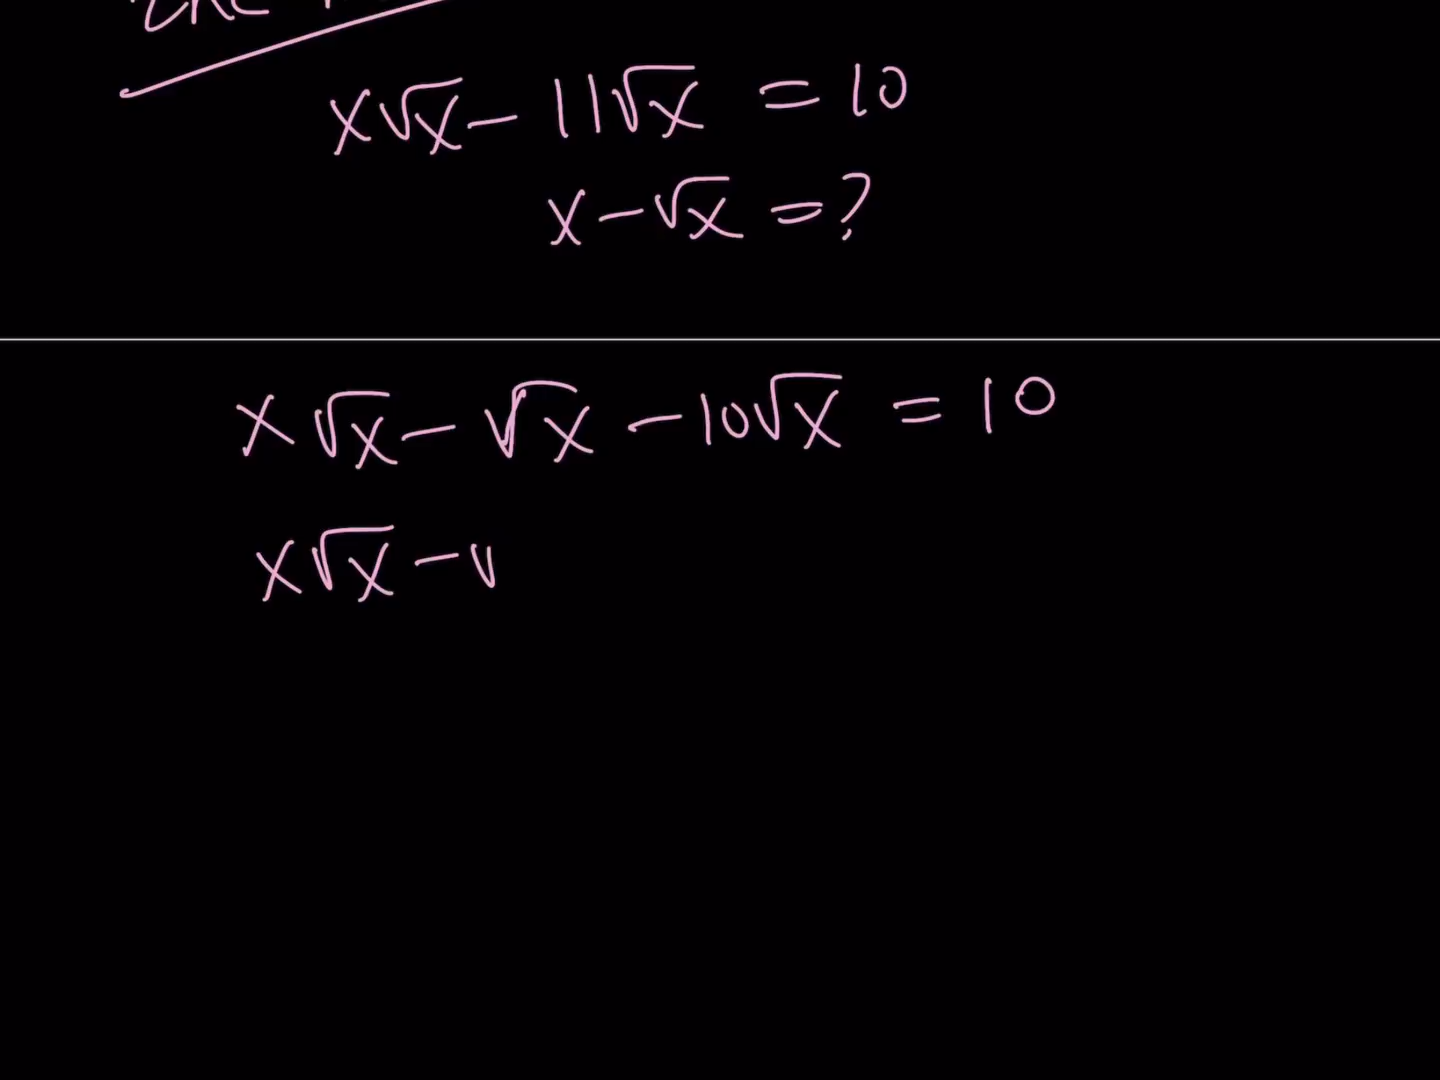 x√x - 11√x = 10
x - √x = ?
x√x - √x - 10√x = 10
x√x - √